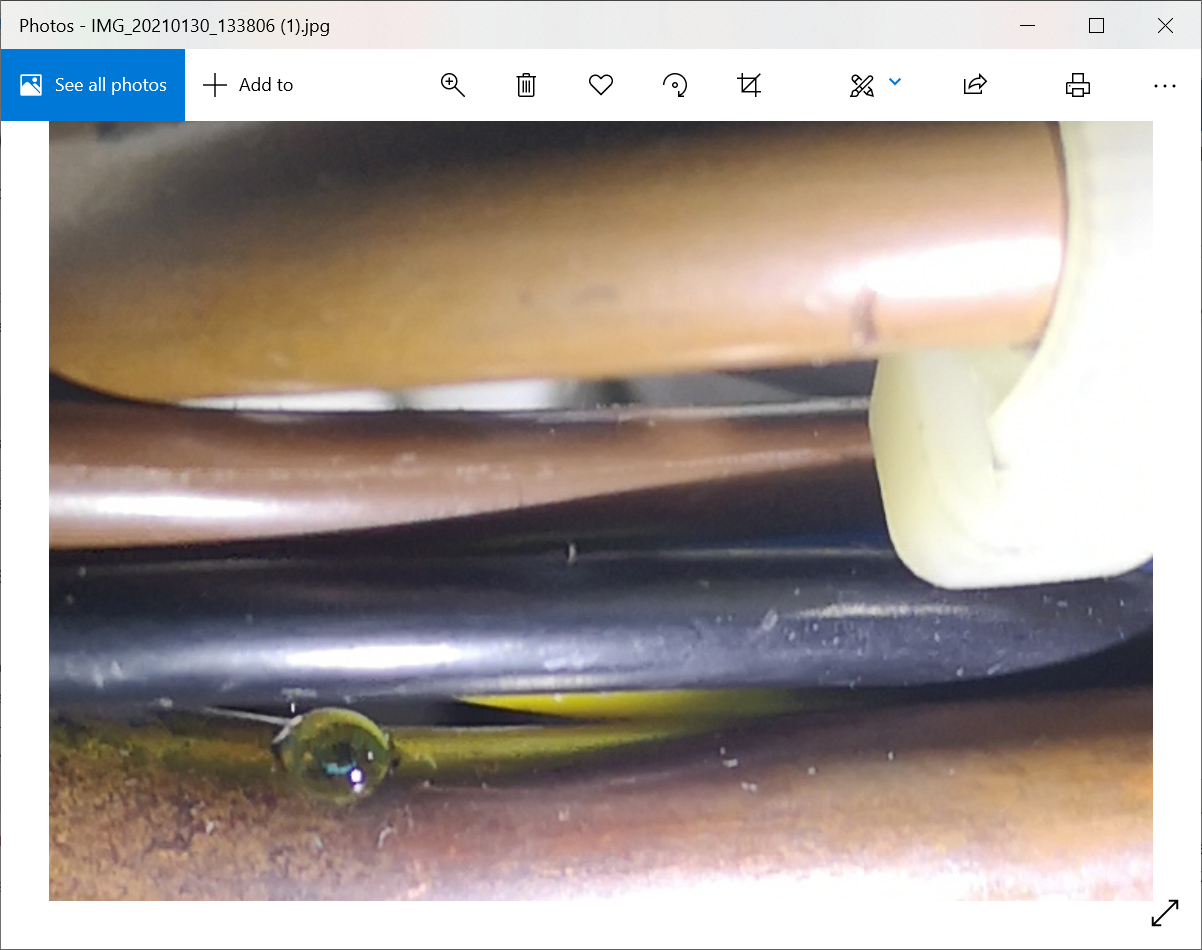 Photos - IMG_20210130_133806 (1).jpg
See all photos
Add to